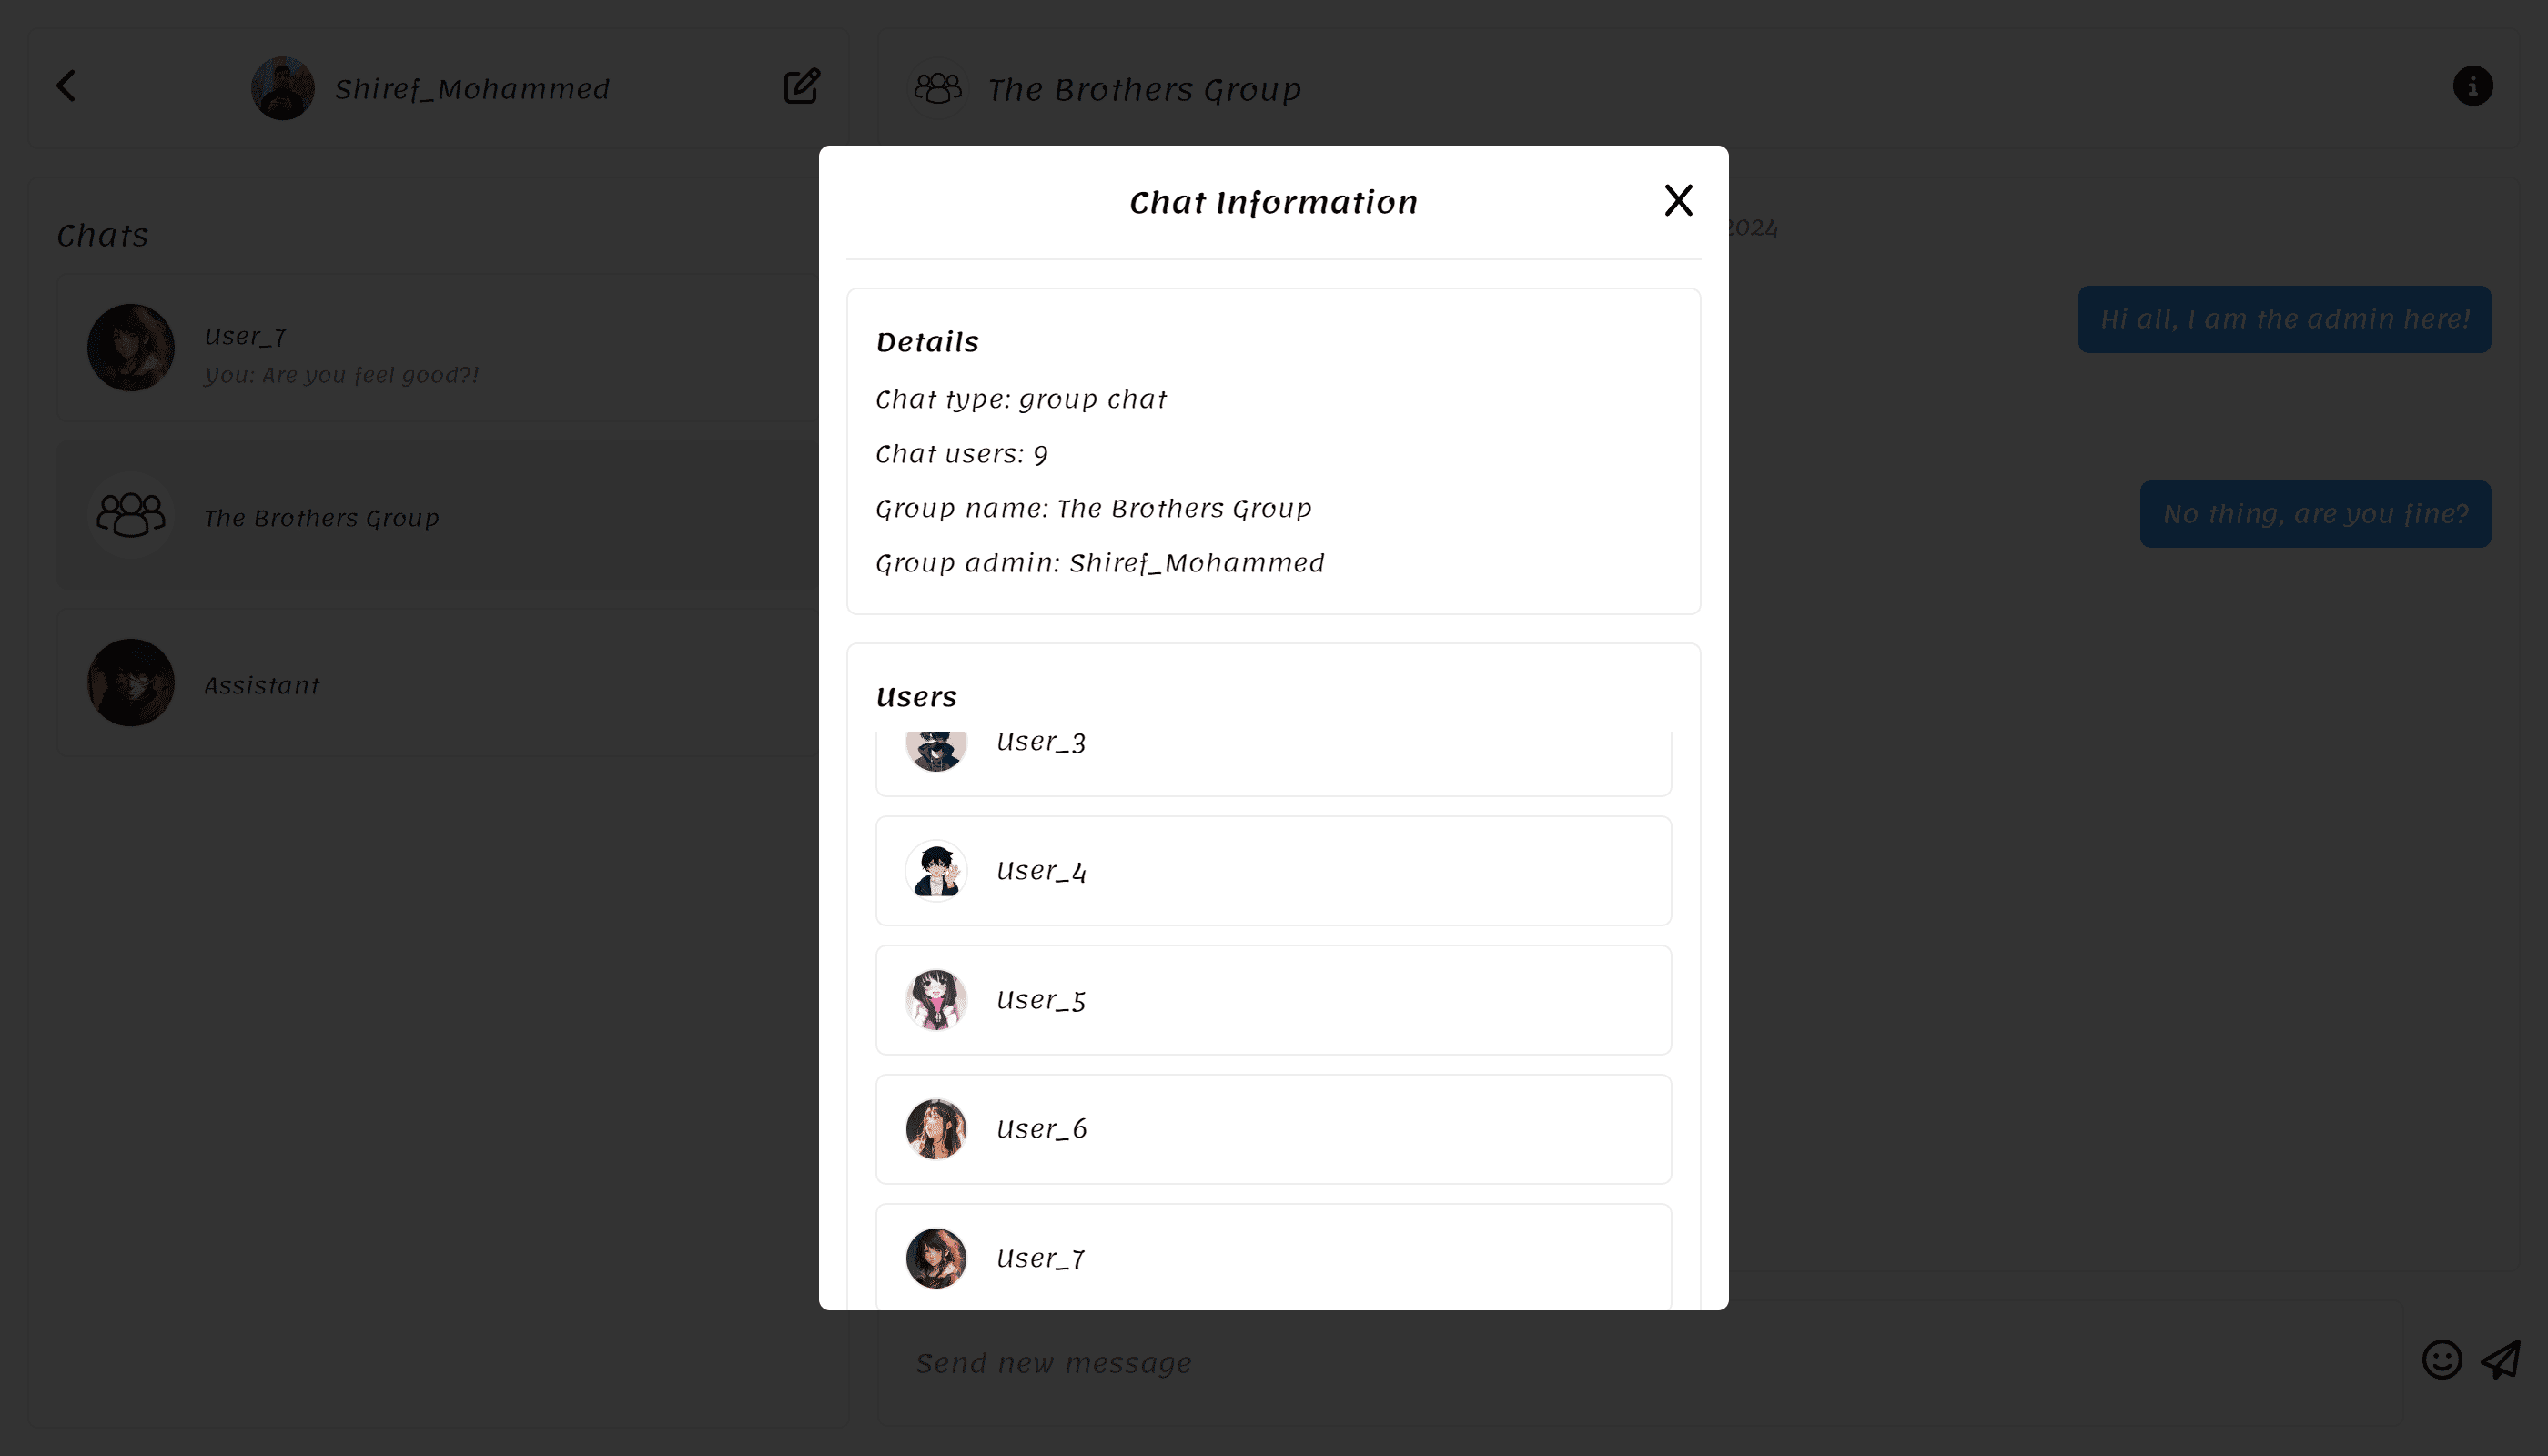 Shiref_Mohammed
The Brothers Group
Chats
User_7
You: Are you feel good?!
The Brothers Group
Assistant
2024
Hi all, I am the admin here!
No thing, are you fine?
Chat Information
Details
Chat type: group chat
Chat users: 9
Group name: The Brothers Group
Group admin: Shiref_Mohammed
Users
User_3
User_4
User_5
User_6
User_7
Send new message